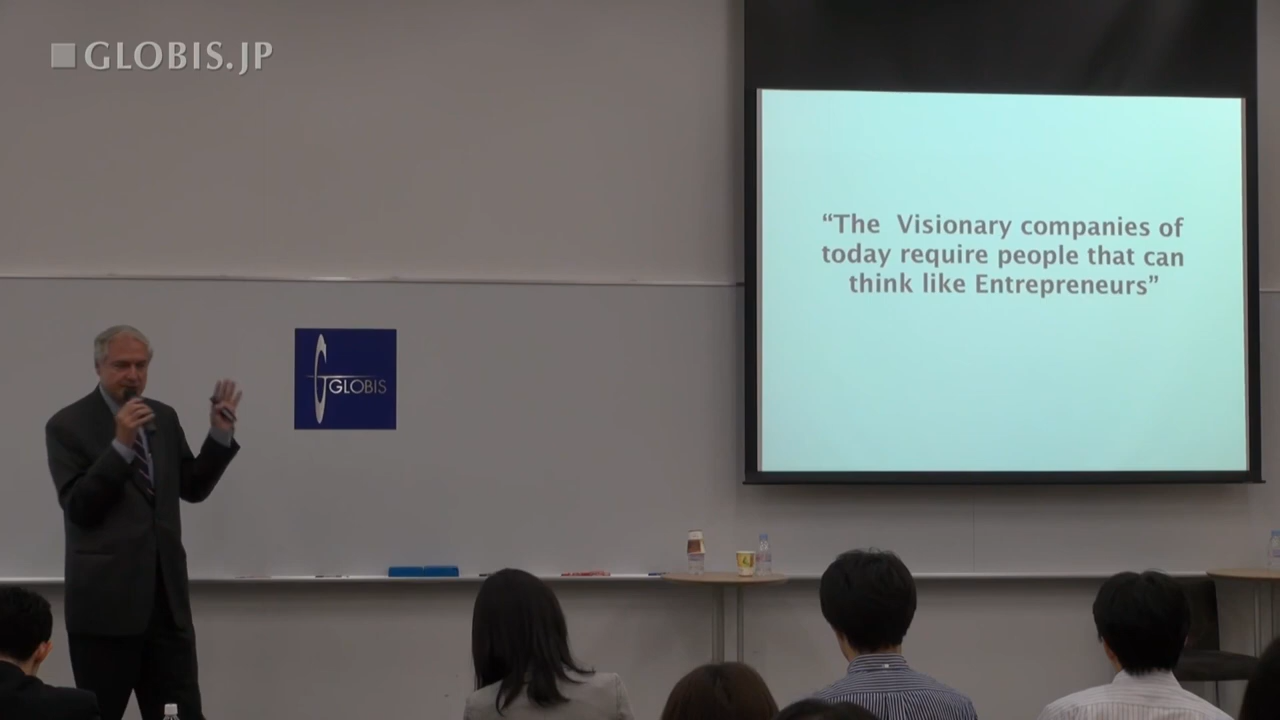 GLOBIS.JP
“The Visionary companies of
today require people that can
think like Entrepreneurs”
GLOBIS